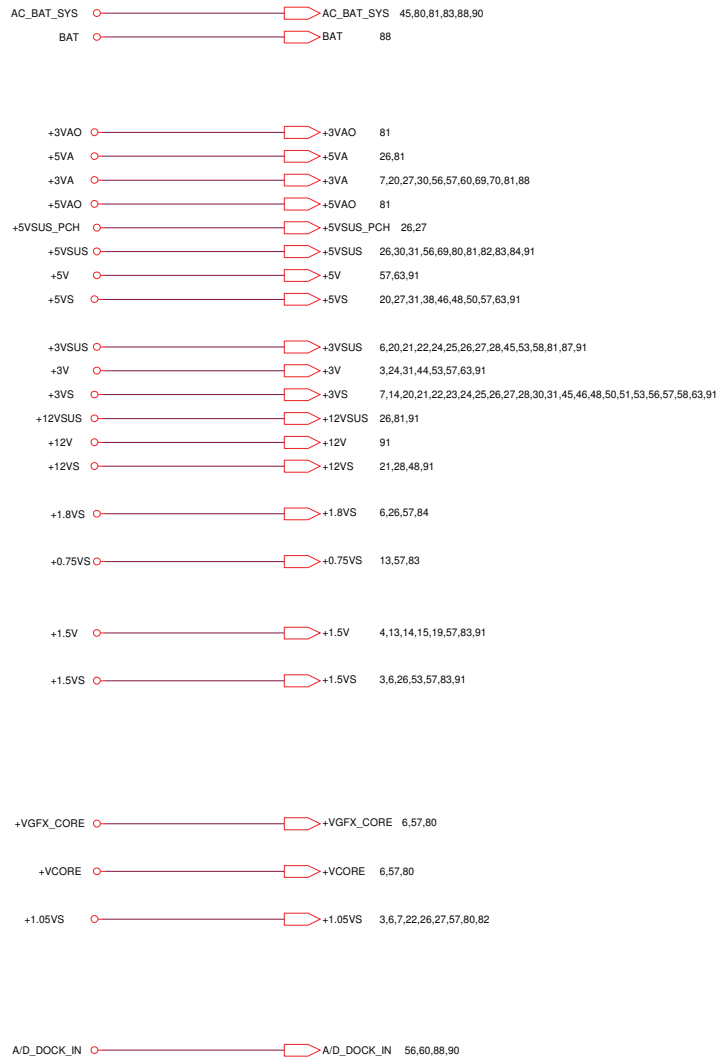 AC_BAT_SYS AC_BAT_SYS 45,80,81,83,88,90
BAT BAT 88
+3VAO +3VAO 81
+5VA +5VA 26,81
+3VA +3VA 7,20,27,30,56,57,60,69,70,81,88
+5VAO +5VAO 81
+5VSUS_PCH +5VSUS_PCH 26,27
+5VSUS +5VSUS 26,30,31,56,69,80,81,82,83,84,91
+5V +5V 57,63,91
+5VS +5VS 20,27,31,38,46,48,50,57,63,91
+3VSUS +3VSUS 6,20,21,22,24,25,26,27,28,45,53,58,81,87,91
+3V +3V 3,24,31,44,53,57,63,91
+3VS +3VS 7,14,20,21,22,23,24,25,26,27,28,30,31,45,46,48,50,51,53,56,57,58,63,91
+12VSUS +12VSUS 26,81,91
+12V +12V 91
+12VS +12VS 21,28,48,91
+1.8VS +1.8VS 6,26,57,84
+0.75VS +0.75VS 13,57,83
+1.5V +1.5V 4,13,14,15,19,57,83,91
+1.5VS +1.5VS 3,6,26,53,57,83,91
+VGFX_CORE +VGFX_CORE 6,57,80
+VCORE +VCORE 6,57,80
+1.05VS +1.05VS 3,6,7,22,26,27,57,80,82
A/D_DOCK_IN A/D_DOCK_IN 56,60,88,90